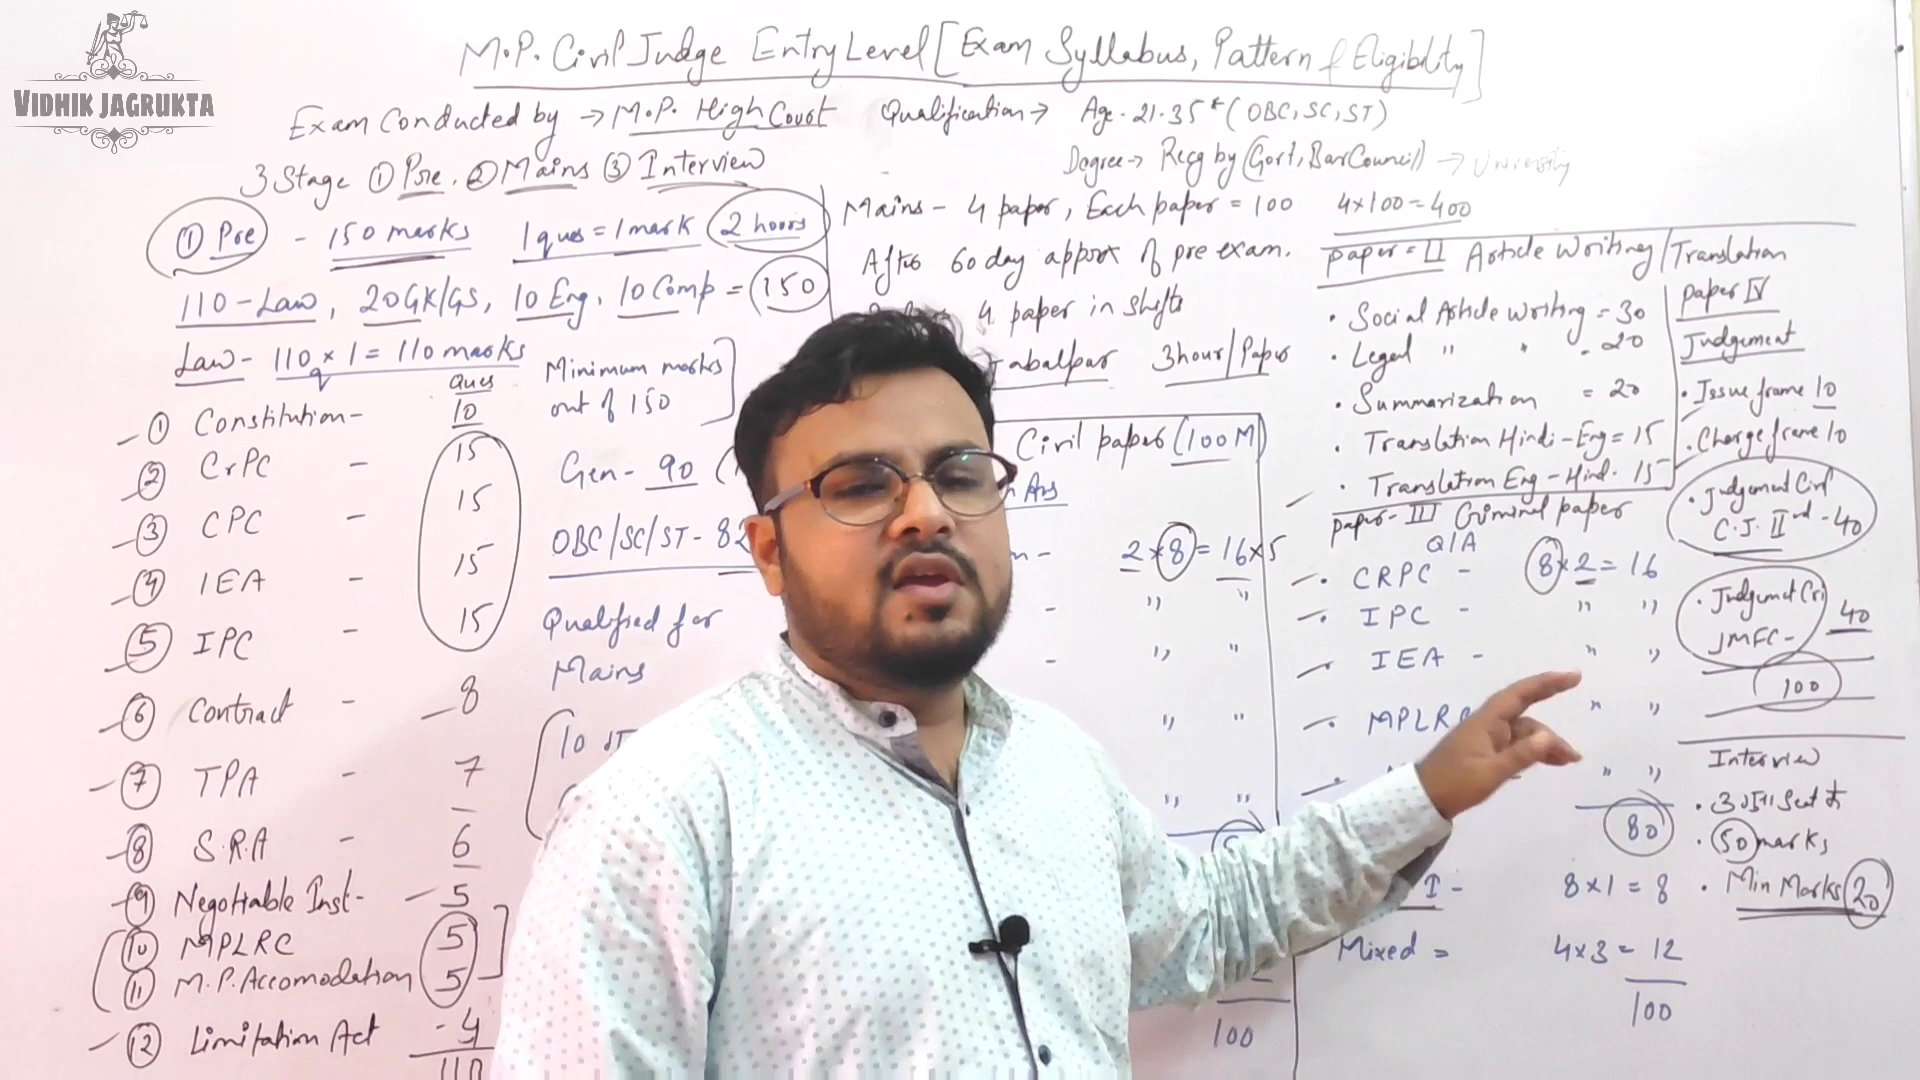 VIDHIK JAGRUKTA
M.P. Civil Judge Entry Level [Exam Syllabus, Pattern & Eligibility]
Exam Conducted by → M.P. High Court
Qualification → Age - 21-35 * (OBC, SC, ST)
Degree → Recg by (Govt, Bar Council) → University
3 Stage ① Pre. ② Mains ③ Interview
① Pre - 150 marks 1 ques = 1 mark 2 hours
110 - Law, 20 GK/GS, 10 Eng, 10 Comp = 150
Law - 110 q x 1 = 110 marks
Ques
① Constitution - 10
② CrPC - 15
③ CPC - 15
④ IEA - 15
⑤ IPC - 15
⑥ Contract - 8
⑦ TPA - 7
⑧ S.R.A - 6
⑨ Negotiable Inst - 5
⑩ MPLRC 5
⑪ M.P. Accomodation 5
⑫ Limitation Act - 4
110
Minimum marks
out of 150
Gen - 90
OBC/SC/ST - 82
Qualified for
Mains
10
Mains - 4 paper, Each paper = 100 4x100 = 400
After 60 day approx of pre exam.
4 paper in shifts
Jabalpur 3 hour/Paper
Civil paper (100 M)
Ans
2 x 8 = 16 x 5
" "
" "
" "
" "
100
paper = II Article Writing / Translation
• Social Article Writing = 30
• Legal " " - 20
• Summarization = 20
• Translation Hindi - Eng = 15
• Translation Eng - Hind. 15
paper - III Criminal paper
Q/A
• CRPC - 8 x 2 = 16
• IPC - " "
IEA - " "
• MPLRC " "
" "
80
I - 8 x 1 = 8
Mixed = 4 x 3 = 12
100
paper IV
Judgement
• Issue frame 10
• Charge frame 10
• Judgement Civil
C.J. IInd - 40
• Judgemet Cri
JMFC - 40
100
Interview
• 50 marks
• Min Marks 20